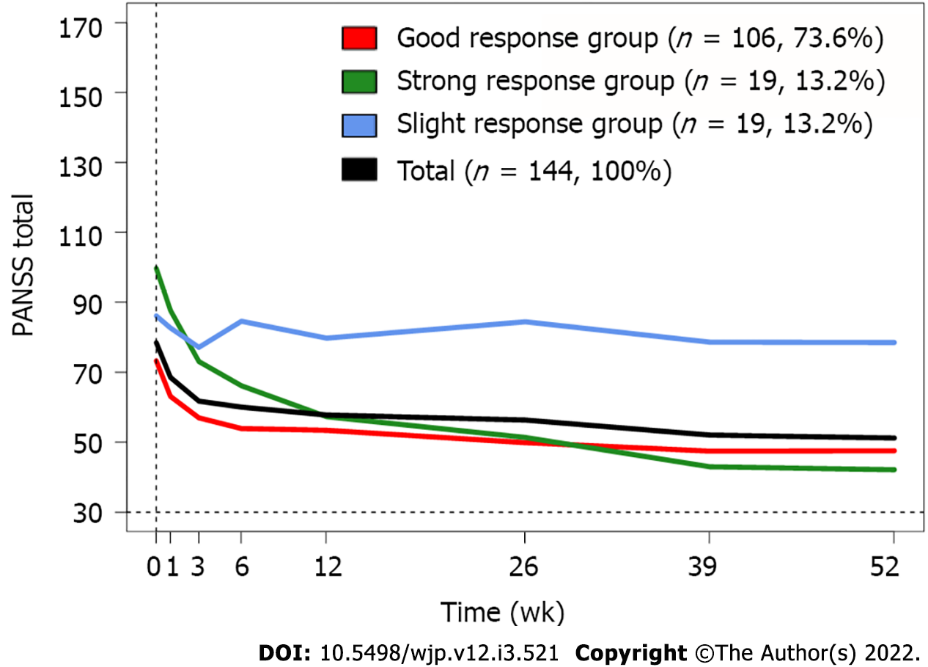 170
150
130
110
90
70
50
30
PANSS total
Good response group (n = 106, 73.6%)
Strong response group (n = 19, 13.2%)
Slight response group (n = 19, 13.2%)
Total (n = 144, 100%)
0 1 3 6 12 26 39 52
Time (wk)
DOI: 10.5498/wjp.v12.i3.521 Copyright ©The Author(s) 2022.